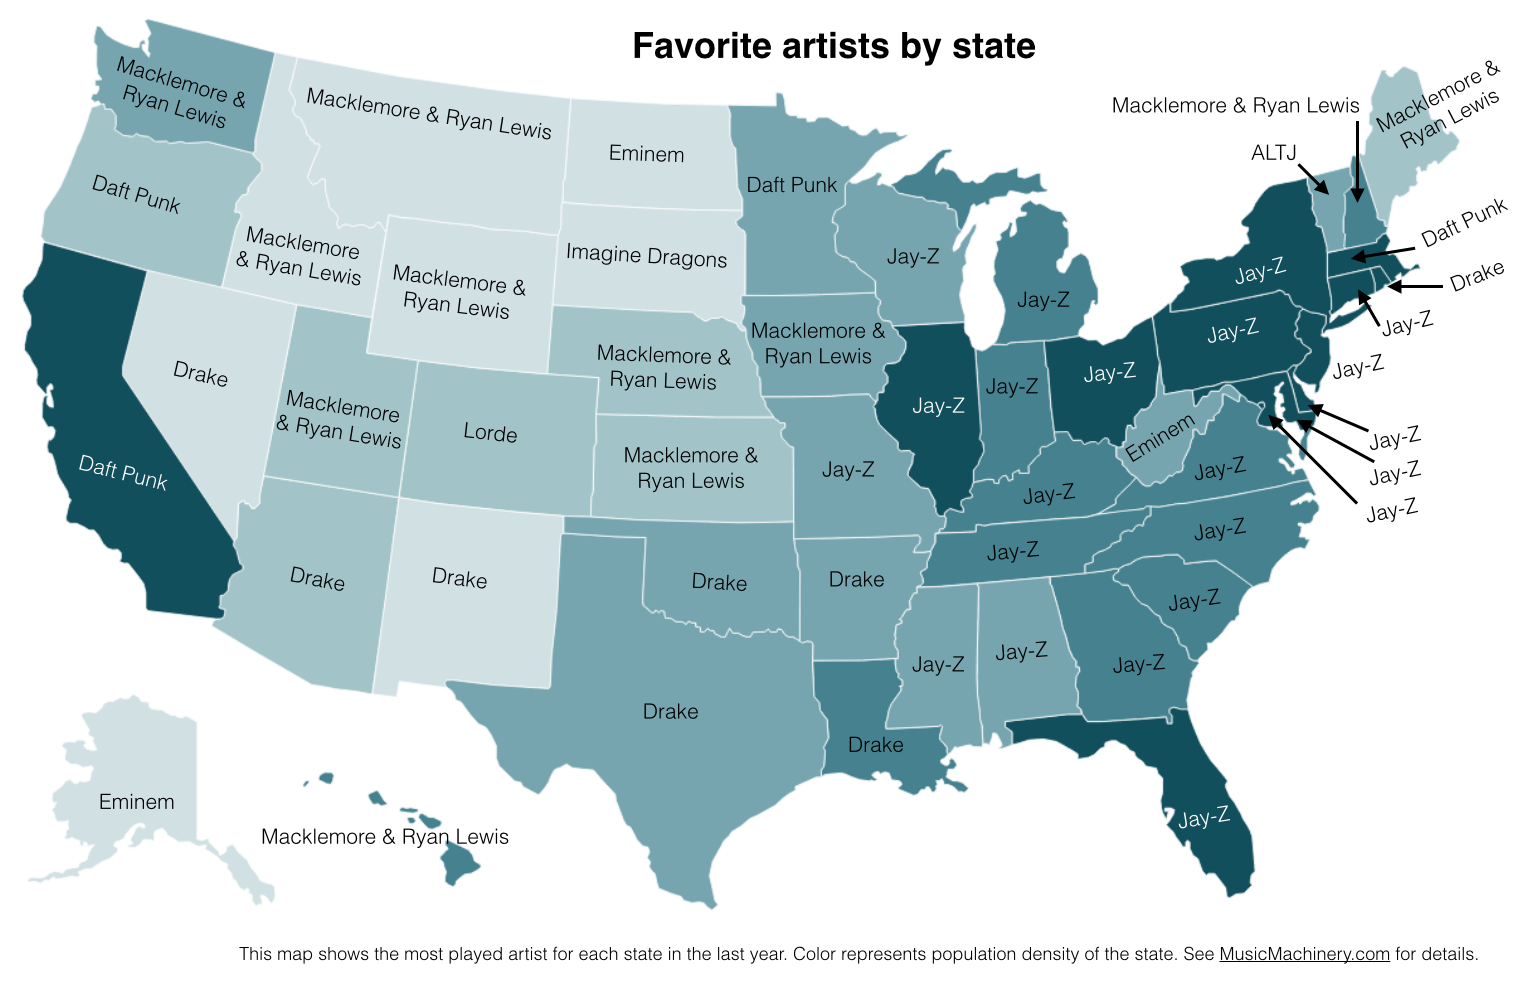 Favorite artists by state
Macklemore &
Ryan Lewis
Macklemore & Ryan Lewis
Eminem
Daft Punk
Macklemore & Ryan Lewis
ALTJ
Macklemore &
Ryan Lewis
Daft Punk
Macklemore
& Ryan Lewis
Macklemore &
Ryan Lewis
Imagine Dragons
Jay-Z
Jay-Z
Jay-Z
Daft Punk
Drake
Jay-Z
Jay-Z
Drake
Macklemore
& Ryan Lewis
Lorde
Macklemore &
Ryan Lewis
Macklemore &
Ryan Lewis
Jay-Z
Jay-Z
Jay-Z
Jay-Z
Jay-Z
Daft Punk
Macklemore &
Ryan Lewis
Jay-Z
Eminem
Jay-Z
Jay-Z
Jay-Z
Jay-Z
Jay-Z
Drake
Drake
Drake
Drake
Jay-Z
Jay-Z
Jay-Z
Drake
Jay-Z
Jay-Z
Jay-Z
Drake
Jay-Z
Eminem
Macklemore & Ryan Lewis
This map shows the most played artist for each state in the last year. Color represents population density of the state. See MusicMachinery.com for details.